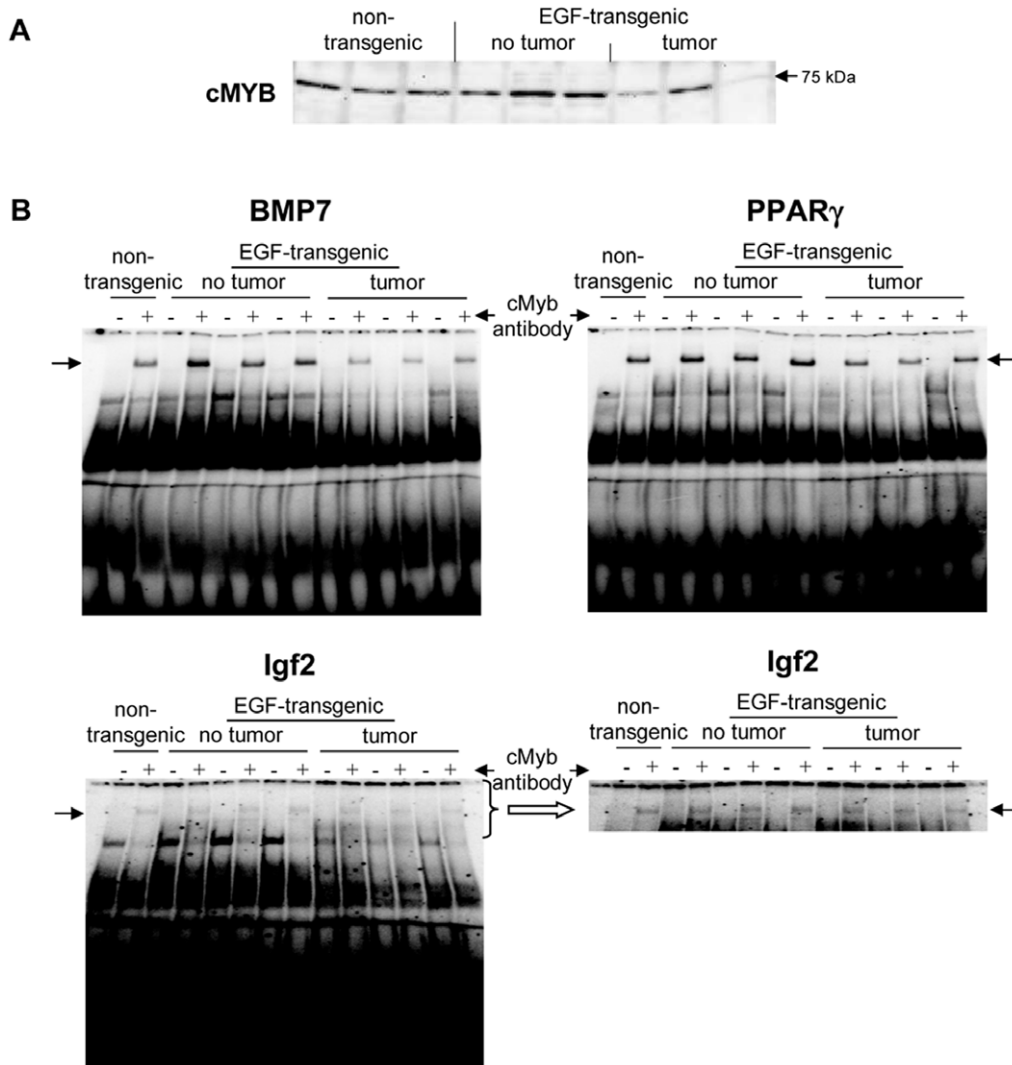 A
non-
transgenic
EGF-transgenic
no tumor
tumor
cMYB
75 kDa
B
BMP7
non-
transgenic
EGF-transgenic
no tumor
tumor
- + - + - + - + - + - + - +
cMyb
antibody
PPARγ
non-
transgenic
EGF-transgenic
no tumor
tumor
- + - + - + - + - + - + - +
Igf2
non-
transgenic
EGF-transgenic
no tumor
tumor
- + - + - + - + - + - + - +
cMyb
antibody
Igf2
non-
transgenic
EGF-transgenic
no tumor
tumor
- + - + - + - + - + - + - +